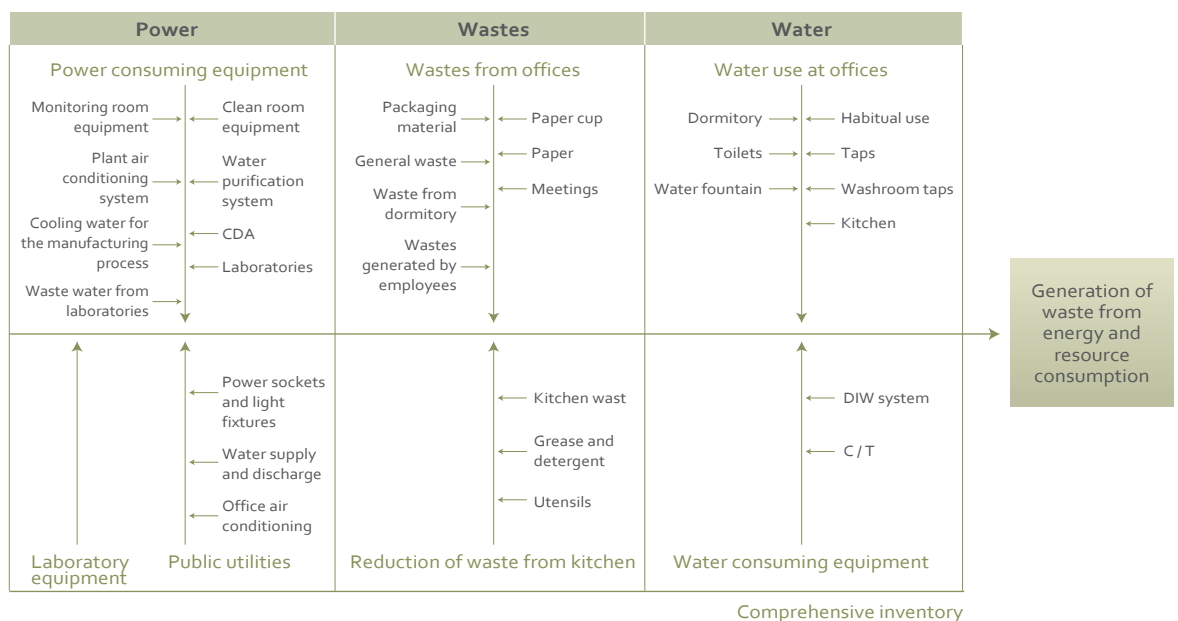 Power
Wastes
Water
Power consuming equipment
Monitoring room
equipment
Clean room
equipment
Plant air
conditioning
system
Water
purification
system
Cooling water for
the manufacturing
process
CDA
Laboratories
Waste water from
laboratories
Wastes from offices
Packaging
material
Paper cup
General waste
Paper
Waste from
dormitory
Meetings
Wastes
generated by
employees
Water use at offices
Dormitory
Habitual use
Toilets
Taps
Water fountain
Washroom taps
Kitchen
Generation of
waste from
energy and
resource
consumption
Power sockets
and light
fixtures
Water supply
and discharge
Office air
conditioning
Laboratory
equipment
Public utilities
Kitchen wast
Grease and
detergent
Utensils
Reduction of waste from kitchen
DIW system
C / T
Water consuming equipment
Comprehensive inventory